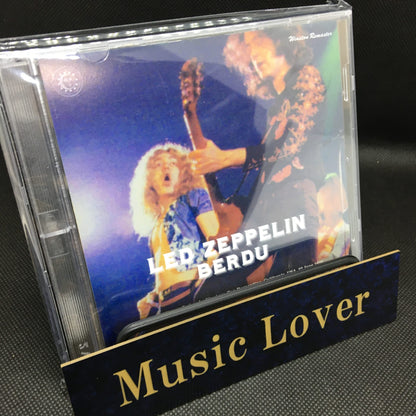 Winston Remaster
LED ZEPPELIN
BERDU
Music Lover